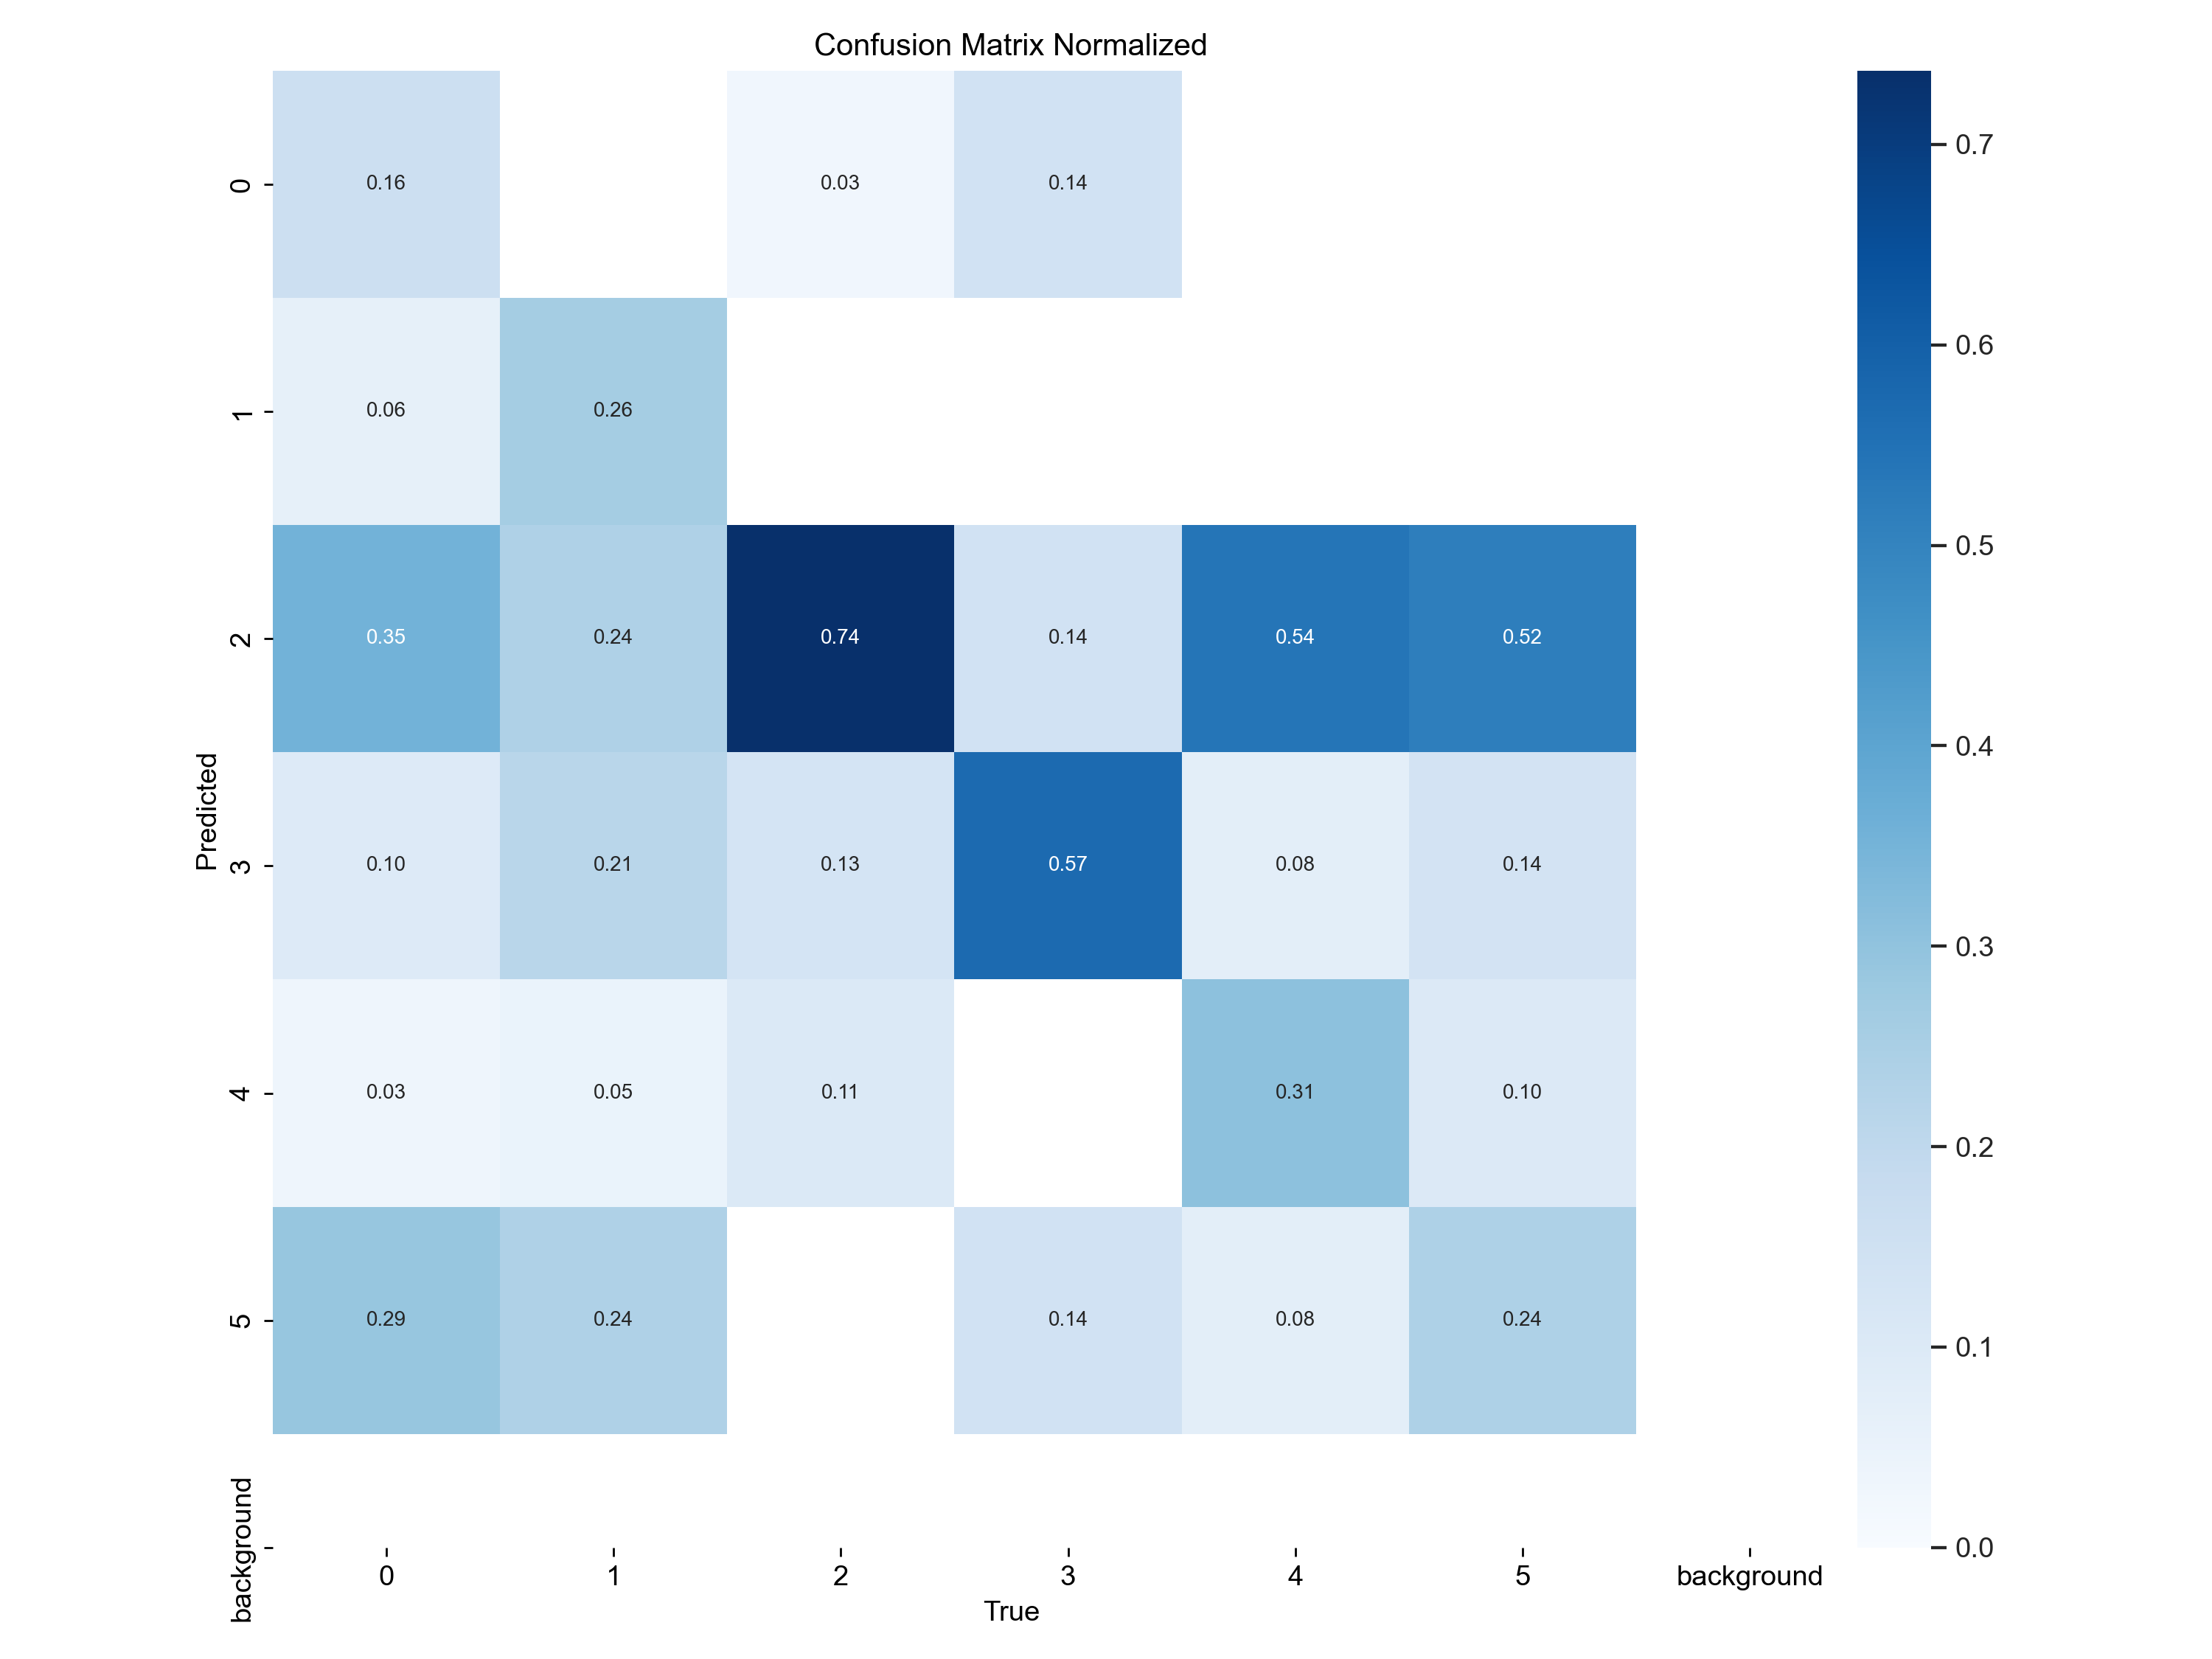 Confusion Matrix Normalized
0 0.16 0.03 0.14
1 0.06 0.26
2 0.35 0.24 0.74 0.14 0.54 0.52
3 0.10 0.21 0.13 0.57 0.08 0.14
4 0.03 0.05 0.11 0.31 0.10
5 0.29 0.24 0.14 0.08 0.24
background
Predicted
0 1 2 3 4 5 background
True
0.7
0.6
0.5
0.4
0.3
0.2
0.1
0.0